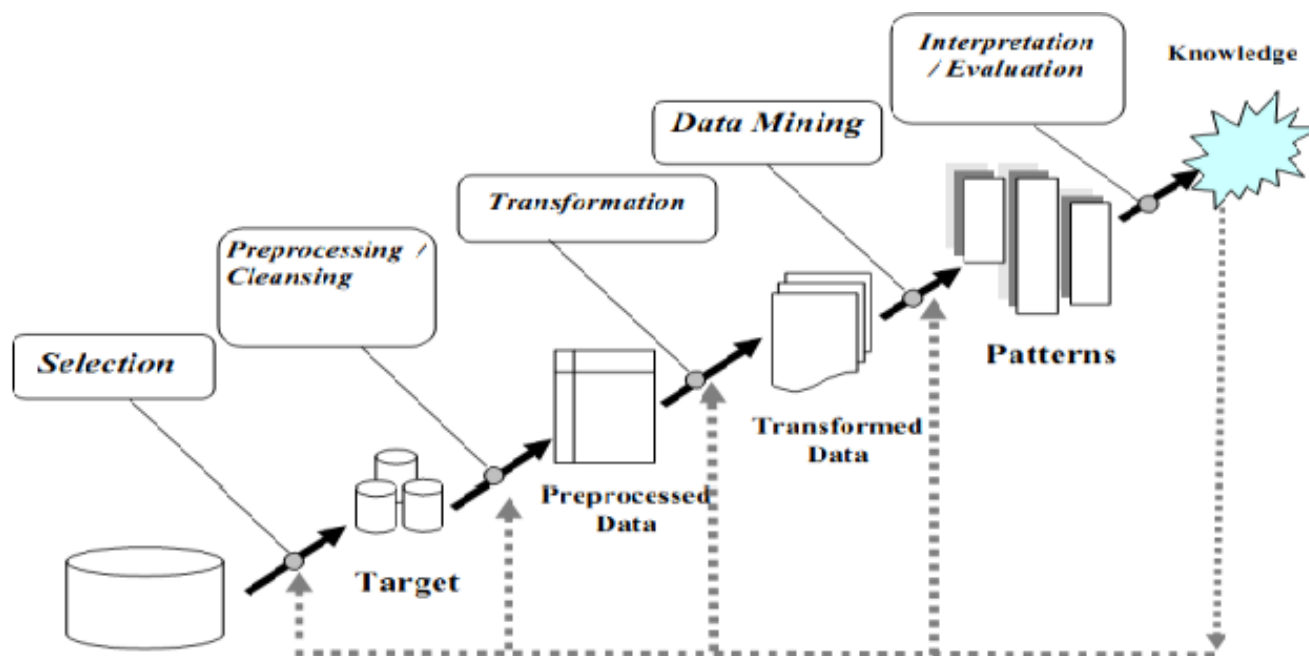 Interpretation
/ Evaluation
Knowledge
Data Mining
Transformation
Preprocessing /
Cleansing
Selection
Patterns
Transformed
Data
Preprocessed
Data
Target